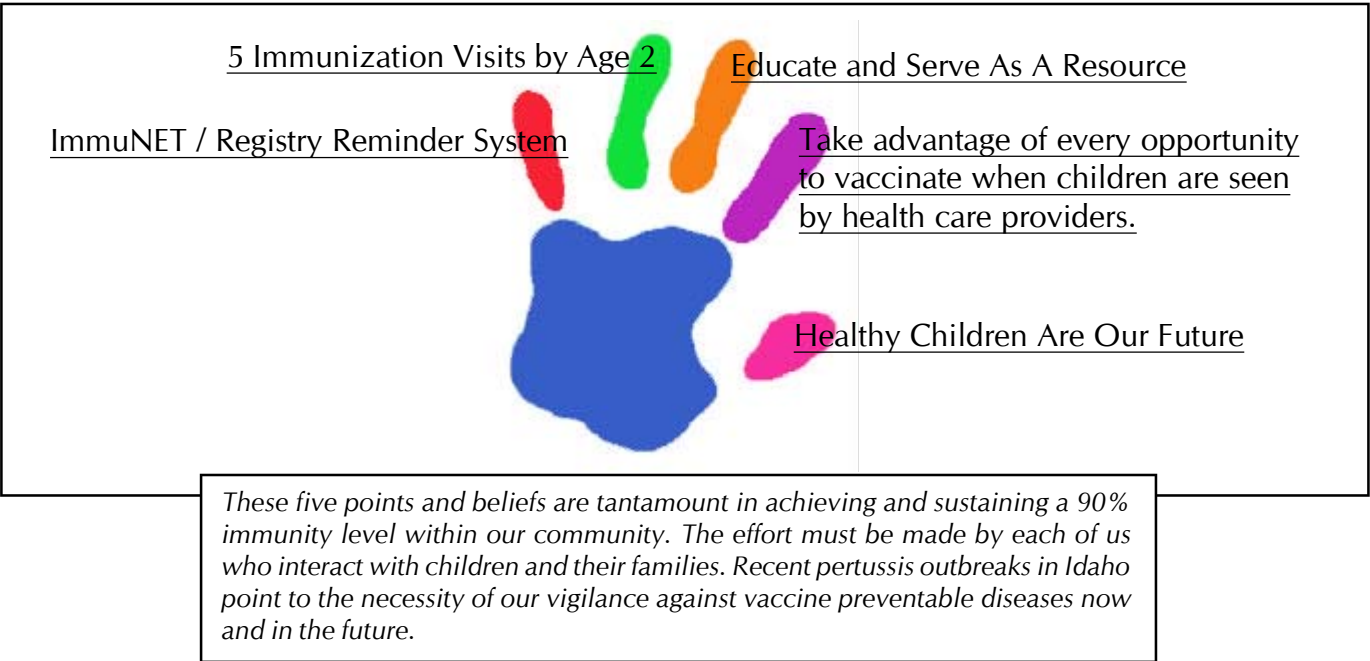 5 Immunization Visits by Age 2
Educate and Serve As A Resource
ImmuNET / Registry Reminder System
Take advantage of every opportunity
to vaccinate when children are seen
by health care providers.
Healthy Children Are Our Future
These five points and beliefs are tantamount in achieving and sustaining a 90%
immunity level within our community. The effort must be made by each of us
who interact with children and their families. Recent pertussis outbreaks in Idaho
point to the necessity of our vigilance against vaccine preventable diseases now
and in the future.